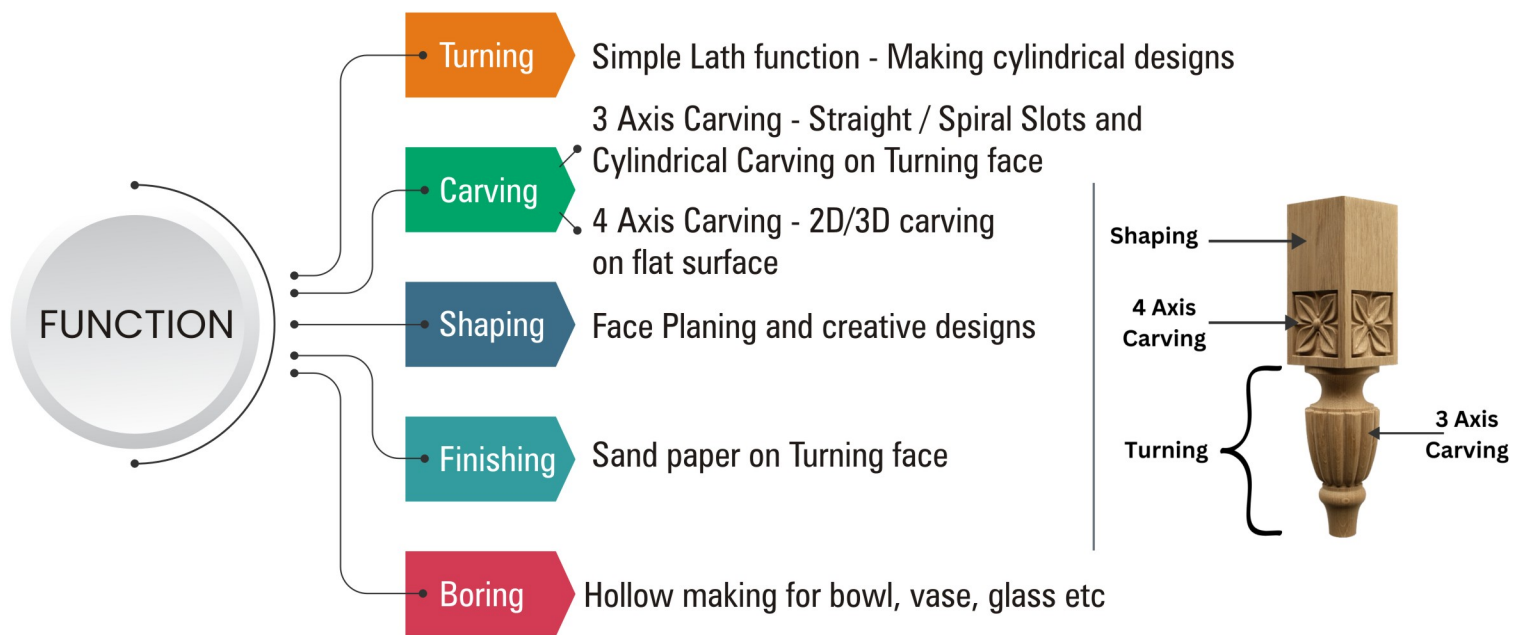 FUNCTION
Turning
Simple Lath function - Making cylindrical designs
Carving
3 Axis Carving - Straight / Spiral Slots and
Cylindrical Carving on Turning face
4 Axis Carving - 2D/3D carving
on flat surface
Shaping
Face Planing and creative designs
Finishing
Sand paper on Turning face
Boring
Hollow making for bowl, vase, glass etc
Shaping
4 Axis
Carving
Turning
3 Axis
Carving